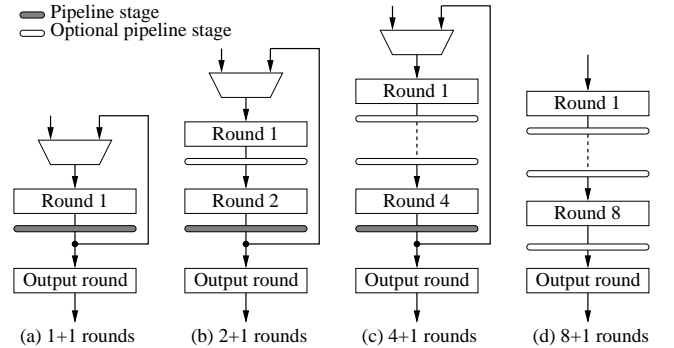 Pipeline stage
Optional pipeline stage
Round 1
Output round
(a) 1+1 rounds
Round 1
Round 2
Output round
(b) 2+1 rounds
Round 1
Round 4
Output round
(c) 4+1 rounds
Round 1
Round 8
Output round
(d) 8+1 rounds